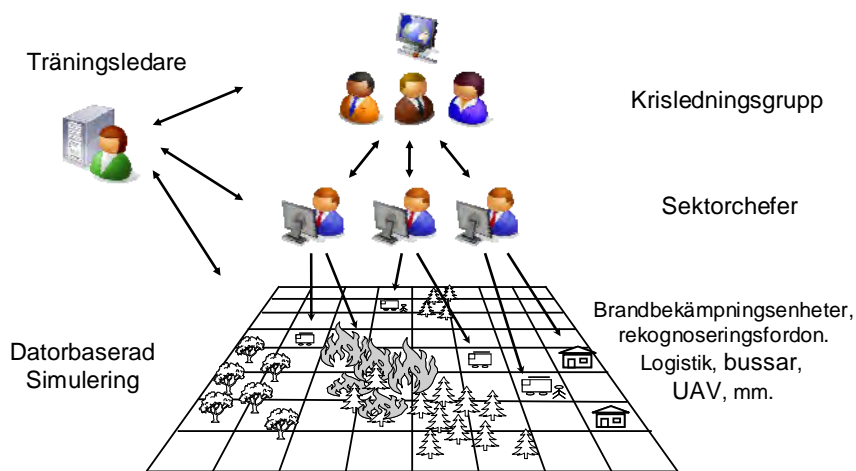 Träningsledare
Krisledningsgrupp
Sektorchefer
Datorbaserad
Simulering
Brandbekämpningsenheter,
rekognoseringsfordon.
Logistik, bussar,
UAV, mm.